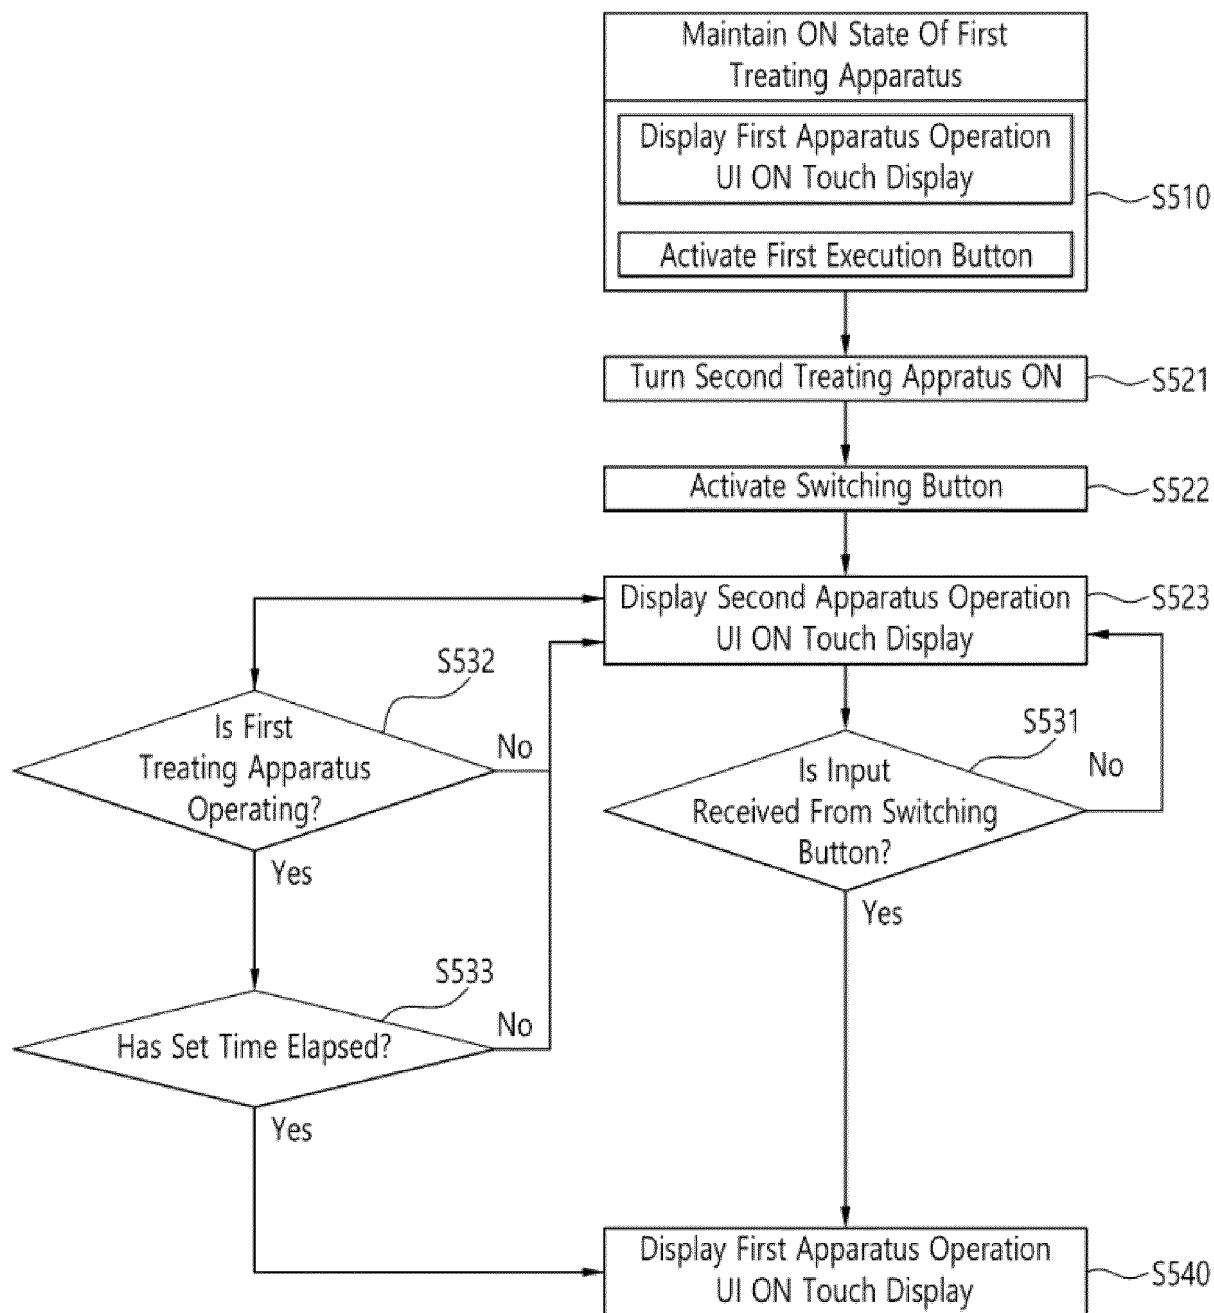 Maintain ON State Of First
Treating Apparatus
Display First Apparatus Operation
UI ON Touch Display
S510
Activate First Execution Button
Turn Second Treating Appratus ON
S521
Activate Switching Button
S522
Display Second Apparatus Operation
UI ON Touch Display
S523
S532
Is First
Treating Apparatus
Operating?
No
Yes
S531
Is Input
Received From Switching
Button?
No
Yes
S533
Has Set Time Elapsed?
No
Yes
Display First Apparatus Operation
UI ON Touch Display
S540